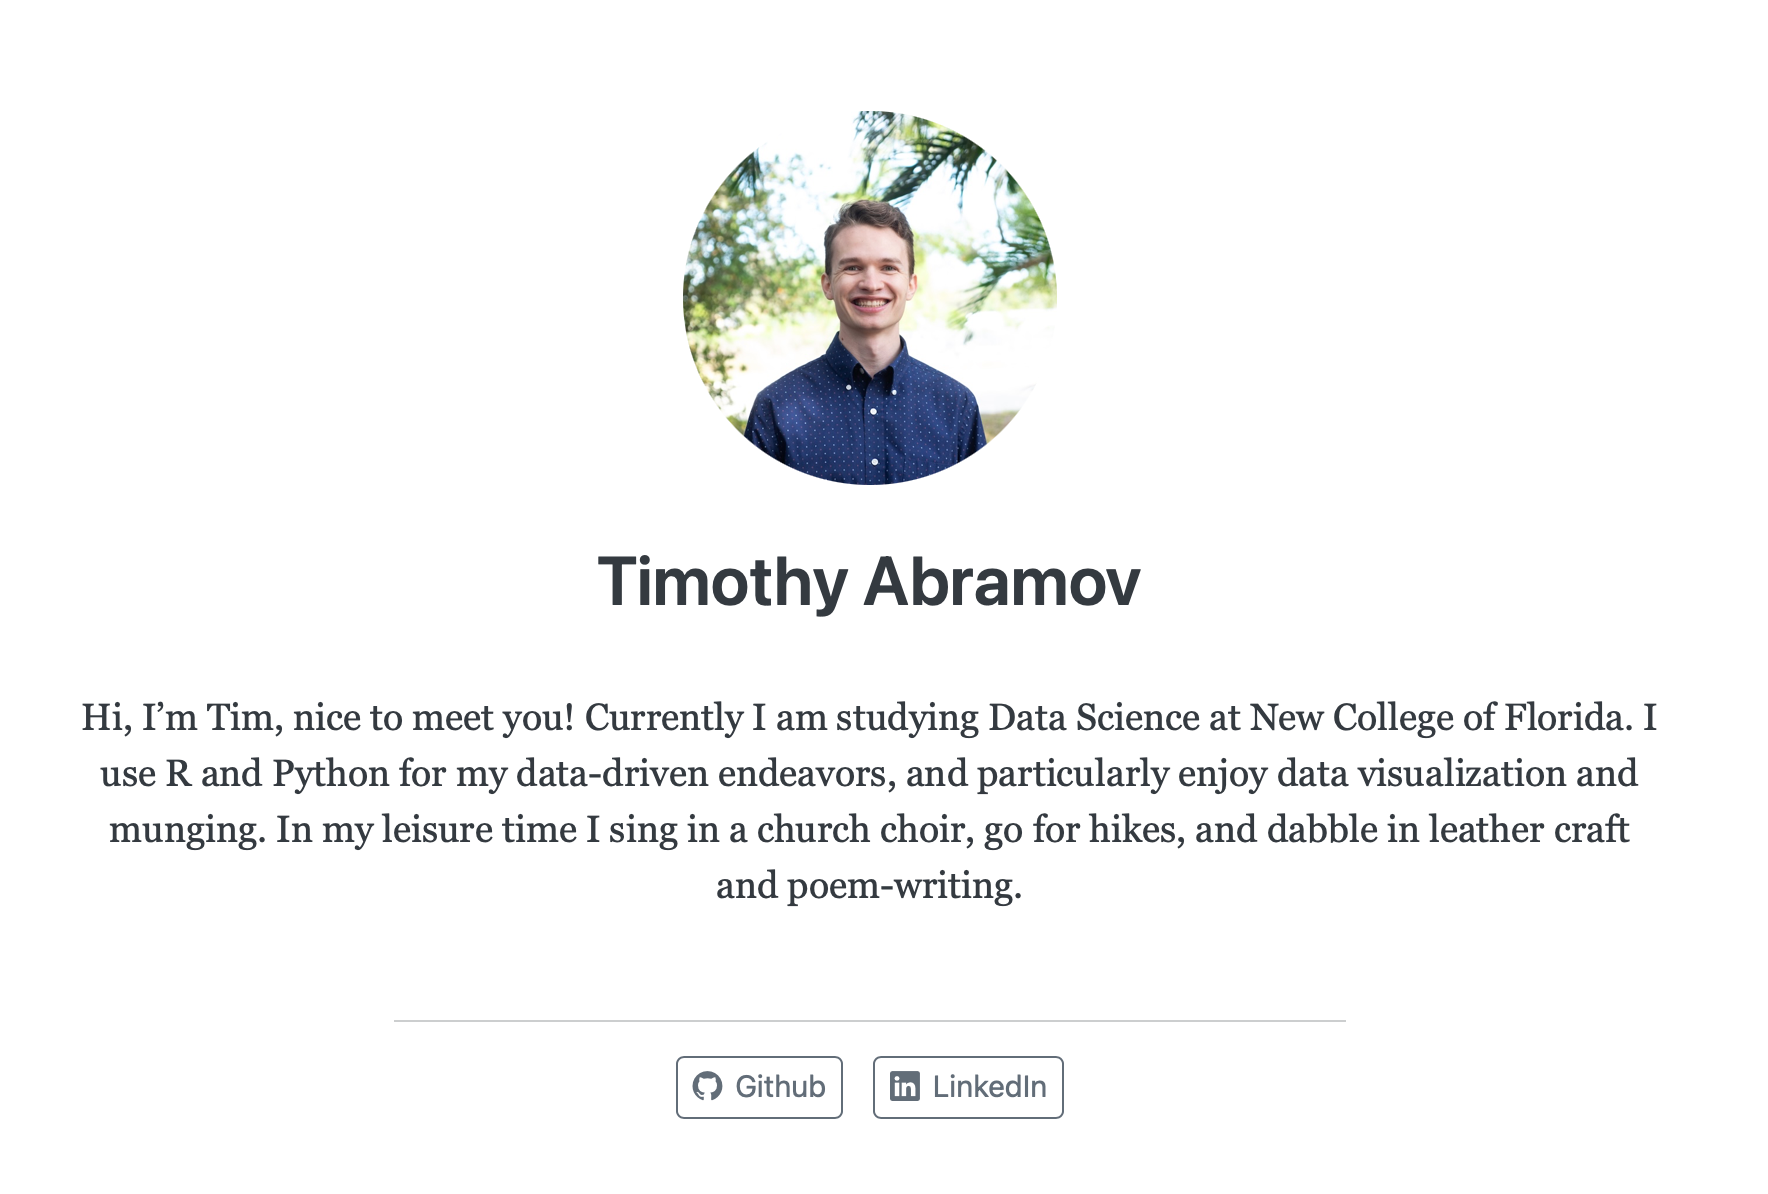 Timothy Abramov
Hi, I’m Tim, nice to meet you! Currently I am studying Data Science at New College of Florida. I
use R and Python for my data-driven endeavors, and particularly enjoy data visualization and
munging. In my leisure time I sing in a church choir, go for hikes, and dabble in leather craft
and poem-writing.
Github
LinkedIn